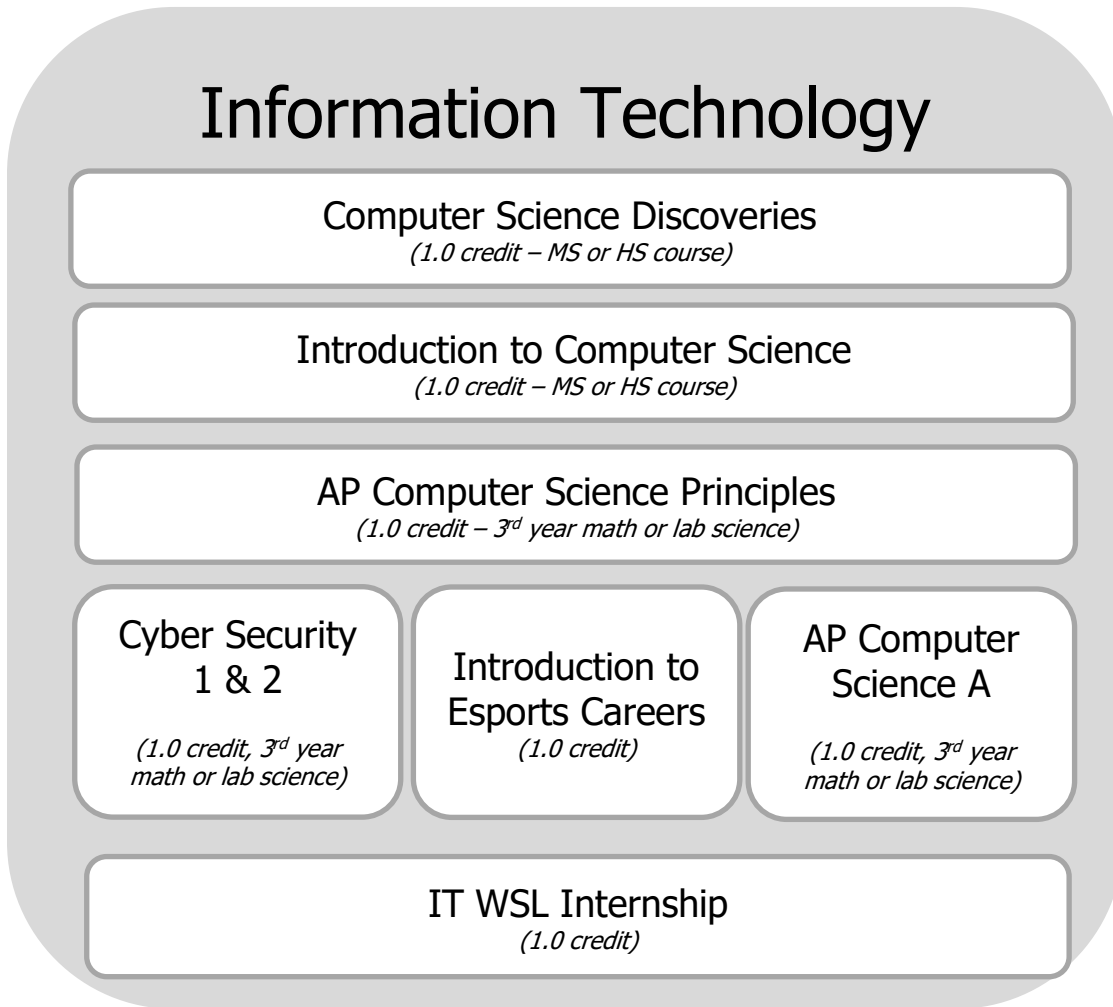 Information Technology
Computer Science Discoveries
(1.0 credit – MS or HS course)
Introduction to Computer Science
(1.0 credit – MS or HS course)
AP Computer Science Principles
(1.0 credit – 3rd year math or lab science)
Cyber Security
1 & 2
(1.0 credit, 3rd year
math or lab science)
Introduction to
Esports Careers
(1.0 credit)
AP Computer
Science A
(1.0 credit, 3rd year
math or lab science)
IT WSL Internship
(1.0 credit)